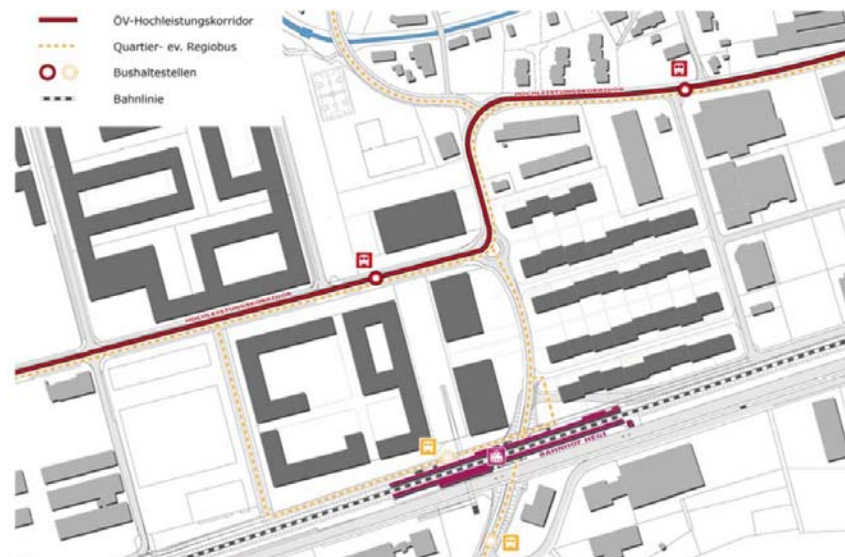 ÖV-Hochleistungskorridor
Quartier- ev. Regiobus
Bushaltestellen
Bahnlinie
HOCHLEISTUNGSKORRIDOR
HOCHLEISTUNGSKORRIDOR
BAHNHOF HEGI